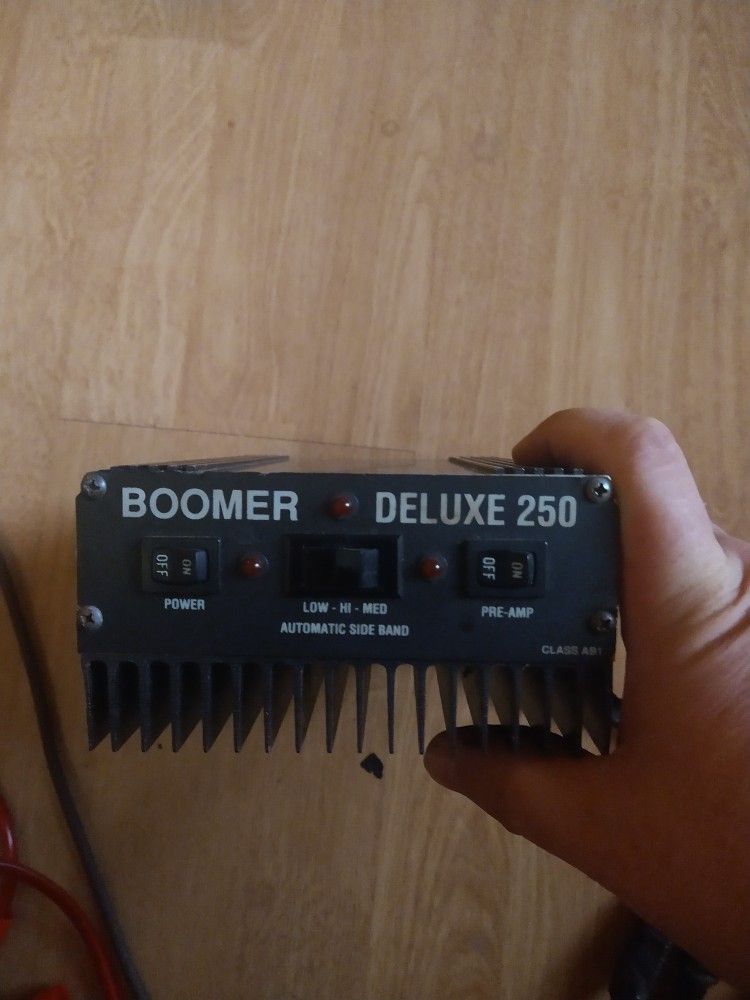 BOOMER DELUXE 250
OFF ON OFF ON
POWER LOW - HI - MED PRE-AMP
AUTOMATIC SIDE BAND
CLASS AB1